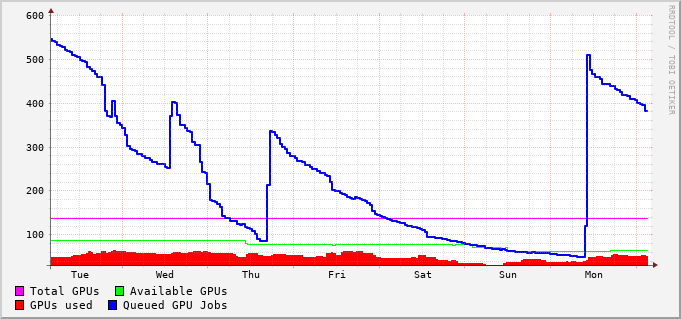 600
500
400
300
200
100
Tue Wed Thu Fri Sat Sun Mon
Total GPUs Available GPUs
GPUs used Queued GPU Jobs
RRDTOOL / TOBI OETIKER